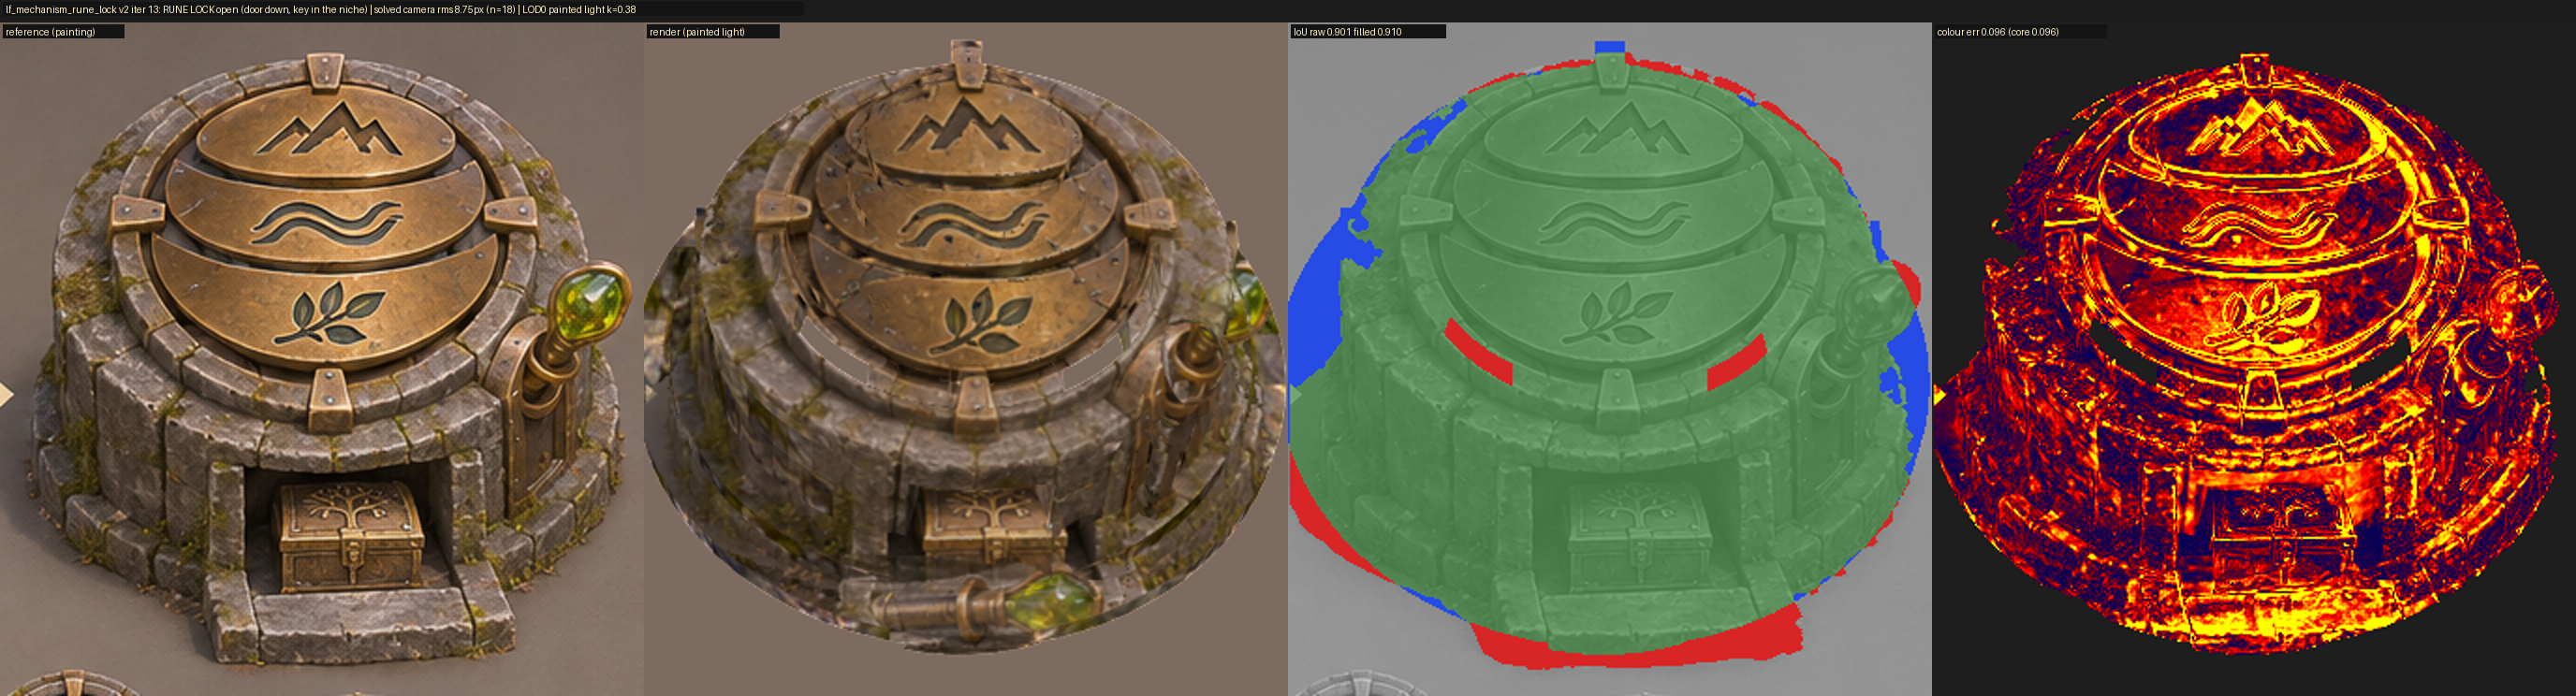 lf_mechanism_rune_lock v2 iter 13: RUNE LOCK open (door down, key in the niche) | solved camera rms 8.75px (n=18) | LOD0 painted light k=0.38
reference (painting)
render (painted light)
IoU raw 0.901 filled 0.910
colour err 0.096 (core 0.096)